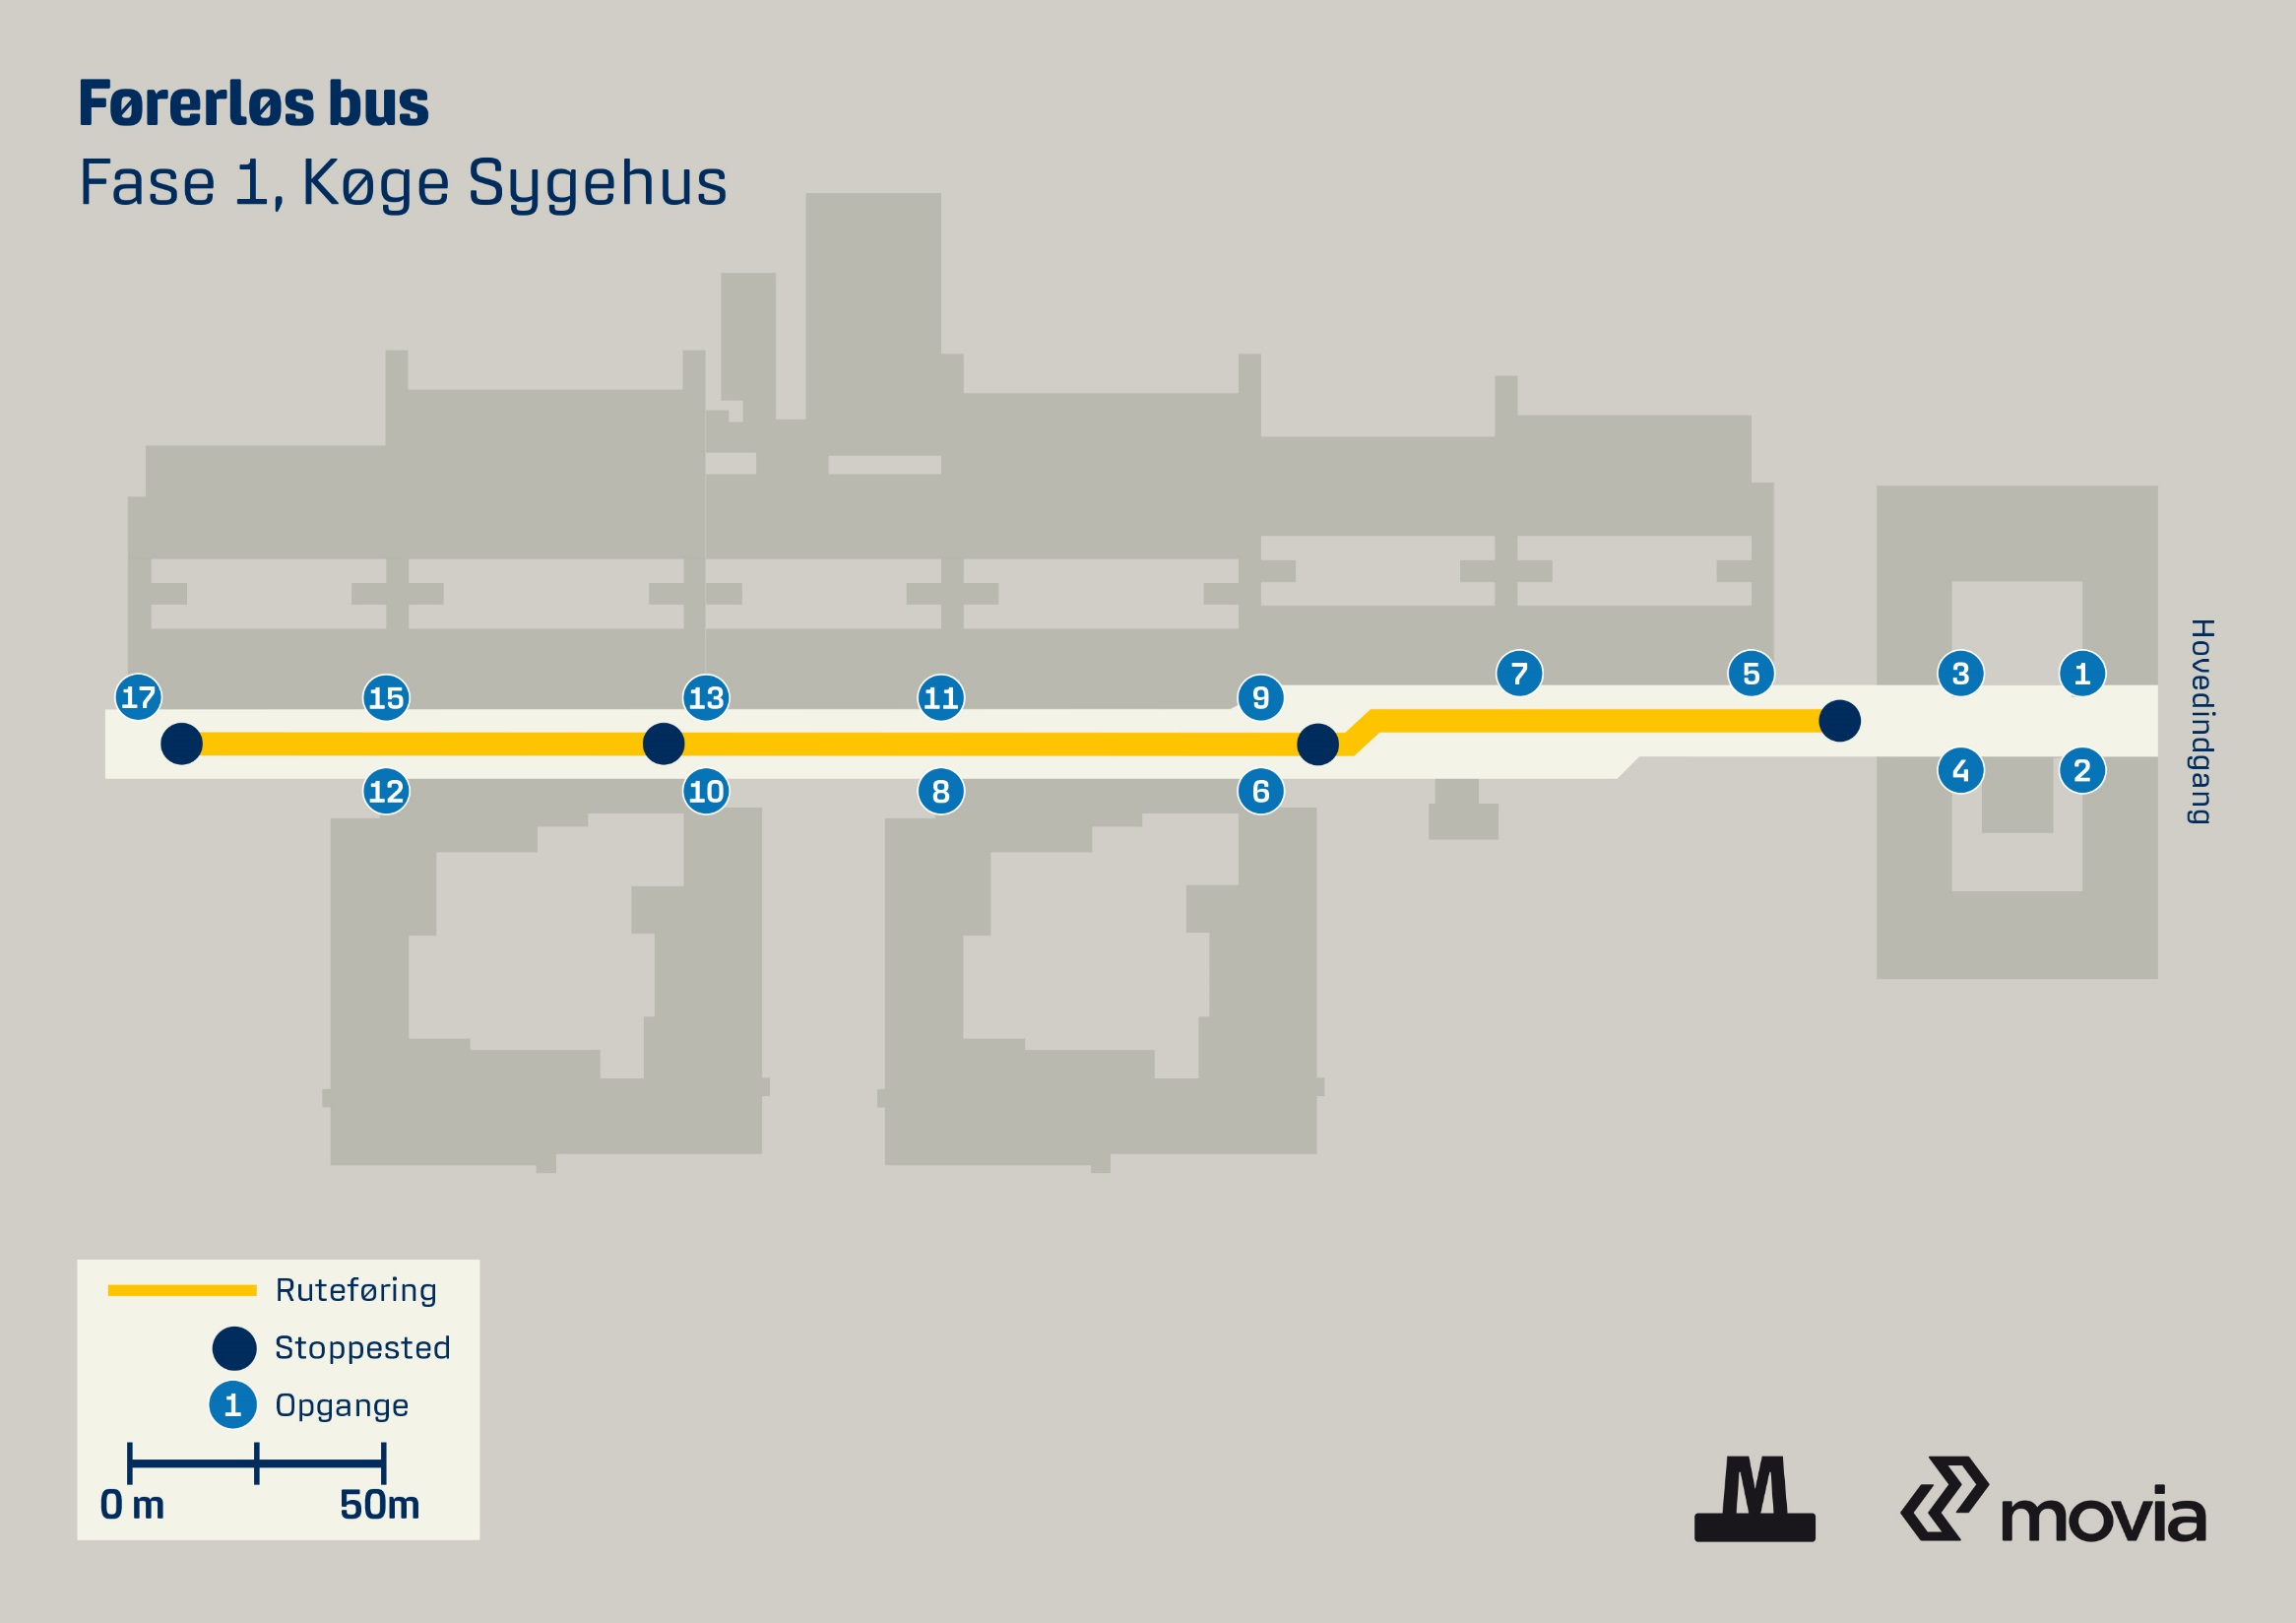 Førerløs bus
Fase 1, Køge Sygehus
17
15
13
11
9
7
5
3
1
12
10
8
6
4
2
Hovedindgang
Ruteføring
Stoppested
1 Opgange
0 m 50m
M
movia